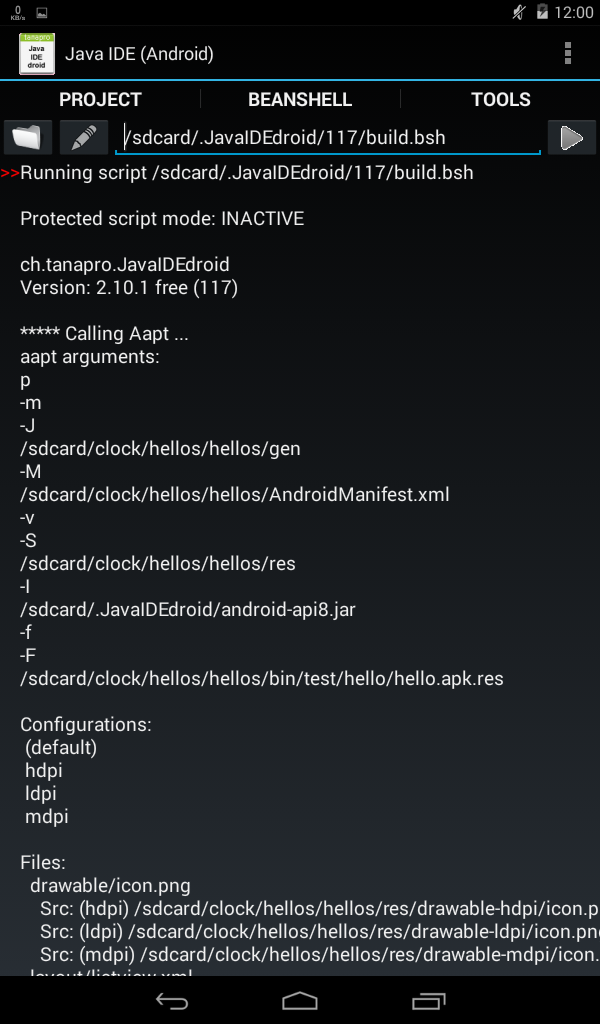 0
KB/s
12:00
tanapro
Java
IDE
droid
Java IDE (Android)
PROJECT
BEANSHELL
TOOLS
/sdcard/.JavaIDEdroid/117/build.bsh
>>Running script /sdcard/.JavaIDEdroid/117/build.bsh
Protected script mode: INACTIVE
ch.tanapro.JavaIDEdroid
Version: 2.10.1 free (117)
***** Calling Aapt ...
aapt arguments:
p
-m
-J
/sdcard/clock/hellos/hellos/gen
-M
/sdcard/clock/hellos/hellos/AndroidManifest.xml
-v
-S
/sdcard/clock/hellos/hellos/res
-I
/sdcard/.JavaIDEdroid/android-api8.jar
-f
-F
/sdcard/clock/hellos/hellos/bin/test/hello/hello.apk.res
Configurations:
(default)
hdpi
ldpi
mdpi
Files:
drawable/icon.png
Src: (hdpi) /sdcard/clock/hellos/hellos/res/drawable-hdpi/icon.p
Src: (ldpi) /sdcard/clock/hellos/hellos/res/drawable-ldpi/icon.pn
Src: (mdpi) /sdcard/clock/hellos/hellos/res/drawable-mdpi/icon.
layout/listview.xml